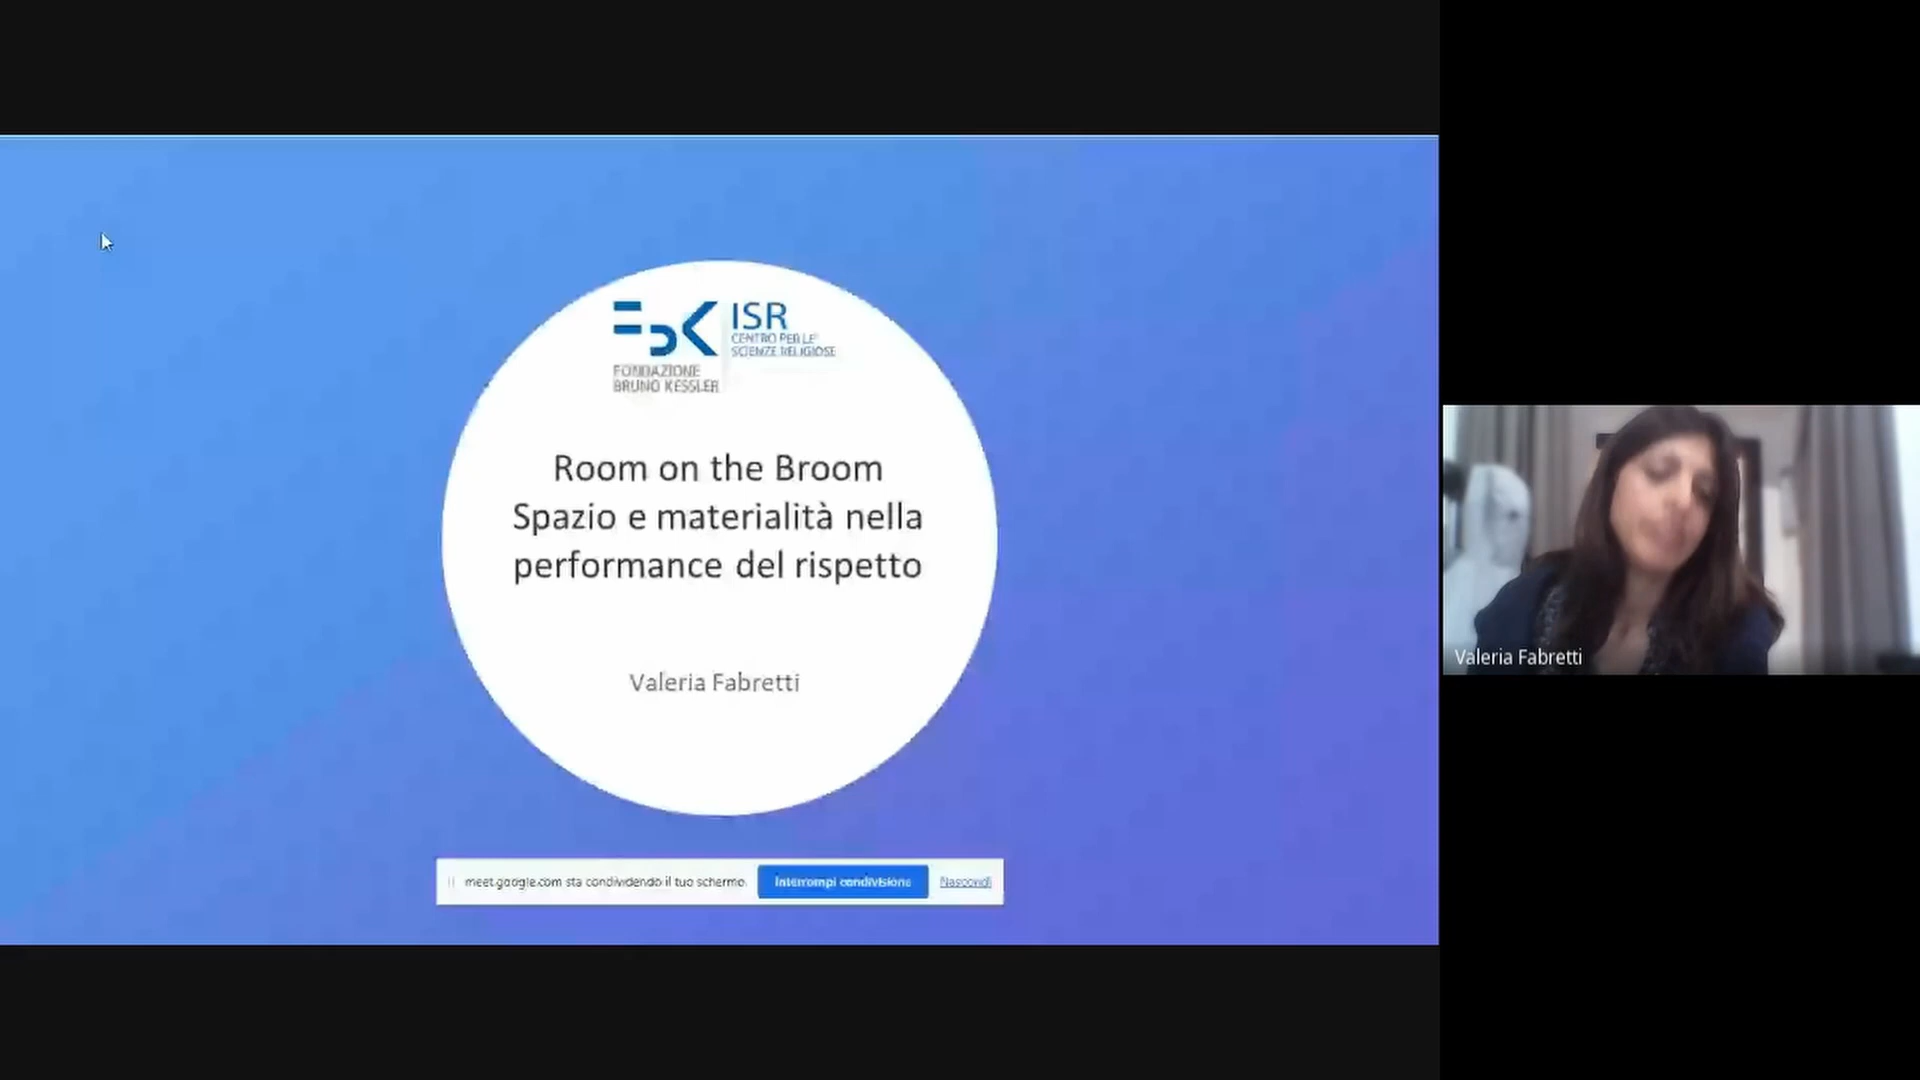 FBK
ISR
CENTRO PER LE
SCIENZE RELIGIOSE
FONDAZIONE
BRUNO KESSLER
Room on the Broom
Spazio e materialità nella
performance del rispetto
Valeria Fabretti
meet.google.com sta condividendo il tuo schermo.
Interrompi condivisione
Nascondi
Valeria Fabretti